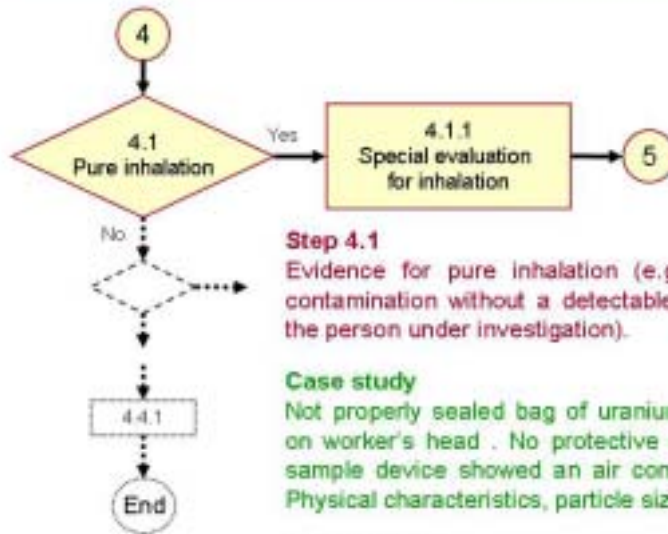 4
4.1
Pure inhalation
Yes
4.1.1
Special evaluation
for inhalation
5
No
Step 4.1
Evidence for pure inhalation (e.g
contamination without a detectable
the person under investigation).
Case study
Not properly sealed bag of uranium
on worker's head . No protective
sample device showed an air con
Physical characteristics, particle siz
4.4.1
End